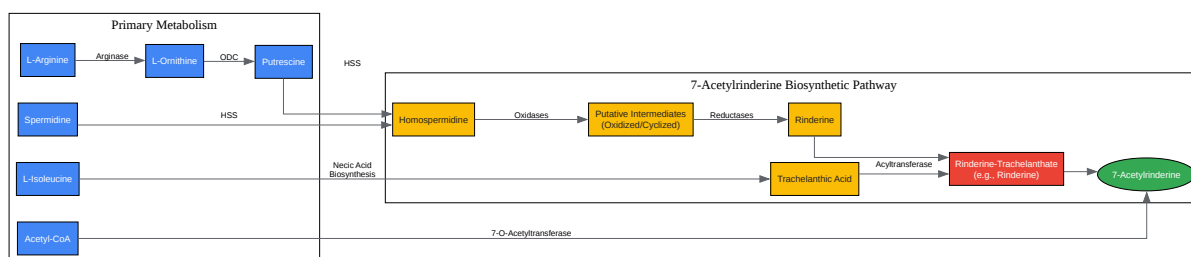 Primary Metabolism
L-Arginine
Arginase
L-Ornithine
ODC
Putrescine
HSS
7-Acetylrinderine Biosynthetic Pathway
Spermidine
HSS
Homospermidine
Oxidases
Putative Intermediates
(Oxidized/Cyclized)
Reductases
Rinderine
L-Isoleucine
Necic Acid
Biosynthesis
Trachelanthic Acid
Acyltransferase
Rinderine-Trachelanthate
(e.g., Rinderine)
7-Acetylrinderine
Acetyl-CoA
7-O-Acetyltransferase